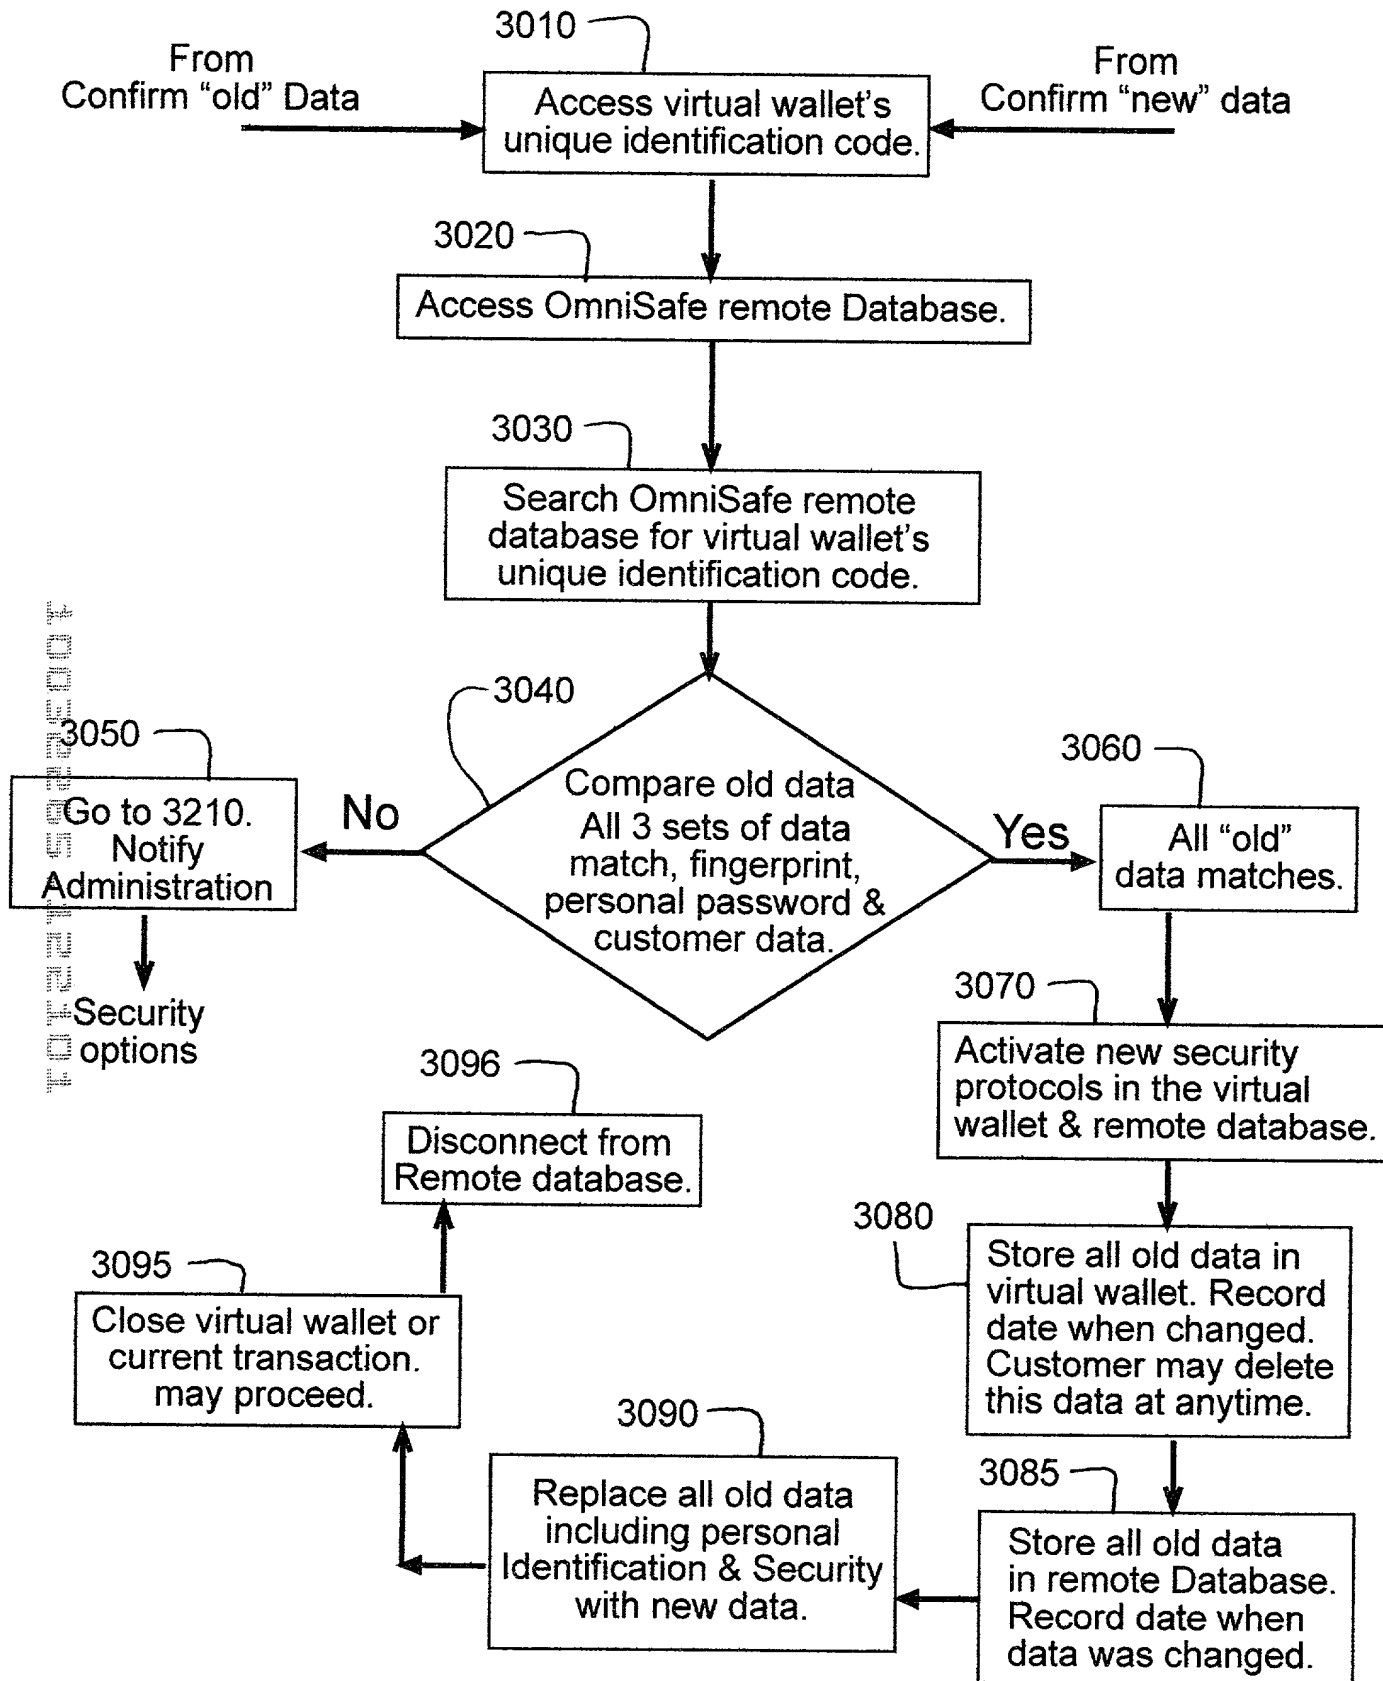 3010
From
Confirm “old” Data
From
Confirm “new” data
Access virtual wallet's
unique identification code.
3020
Access OmniSafe remote Database.
3030
Search OmniSafe remote
database for virtual wallet's
unique identification code.
3040
3050
Go to 3210.
Notify
Administration
No
Compare old data
All 3 sets of data
match, fingerprint,
personal password &
customer data.
Yes
3060
All “old”
data matches.
Security
options
3070
Activate new security
protocols in the virtual
wallet & remote database.
3096
Disconnect from
Remote database.
3080
Store all old data in
virtual wallet. Record
date when changed.
Customer may delete
this data at anytime.
3095
Close virtual wallet or
current transaction.
may proceed.
3090
Replace all old data
including personal
Identification & Security
with new data.
3085
Store all old data
in remote Database.
Record date when
data was changed.